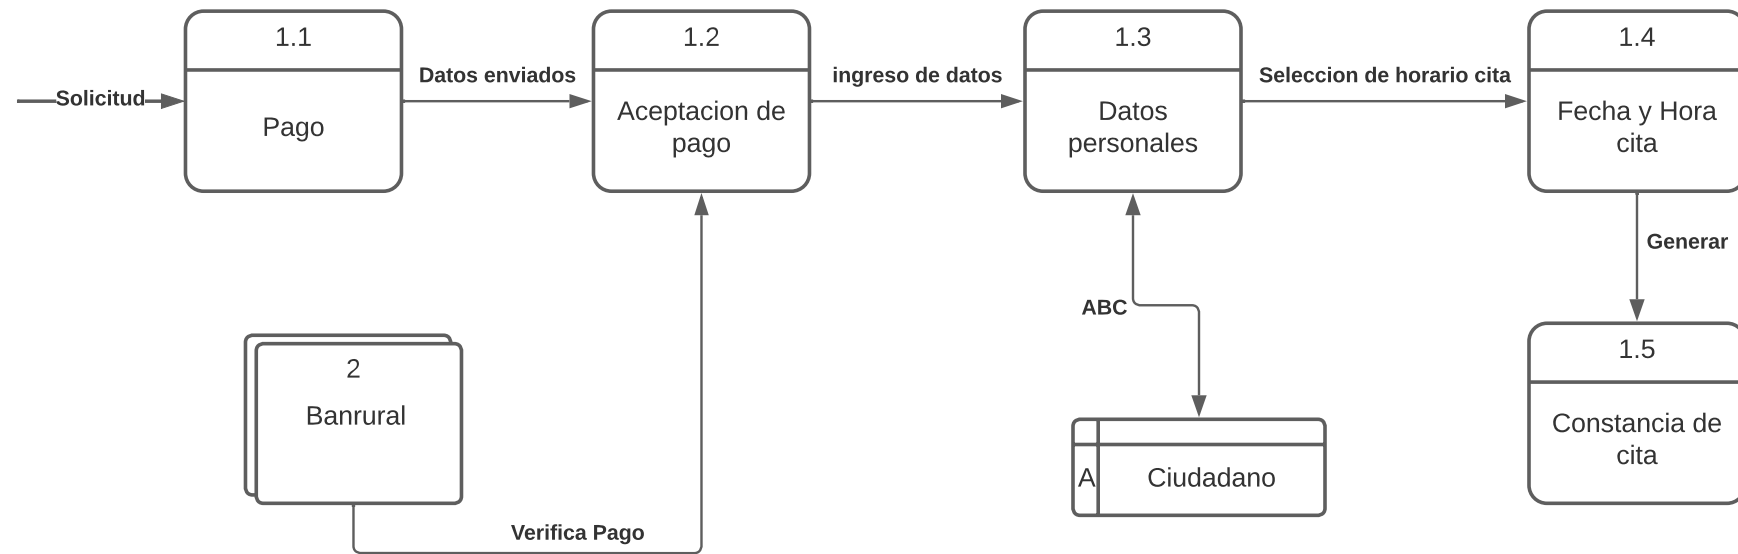 1.1
Pago
Solicitud
Datos enviados
1.2
Aceptacion de
pago
ingreso de datos
1.3
Datos
personales
Seleccion de horario cita
1.4
Fecha y Hora
cita
Generar
ABC
2
Banrural
Verifica Pago
A
Ciudadano
1.5
Constancia de
cita